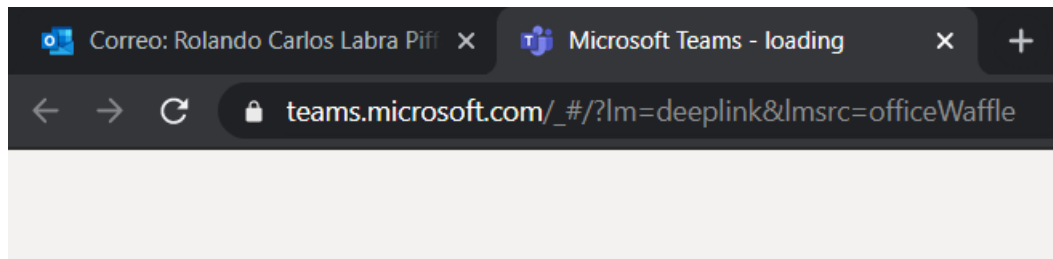 Correo: Rolando Carlos Labra Piff
Microsoft Teams - loading
teams.microsoft.com/_#/?lm=deeplink&lmsrc=officeWaffle